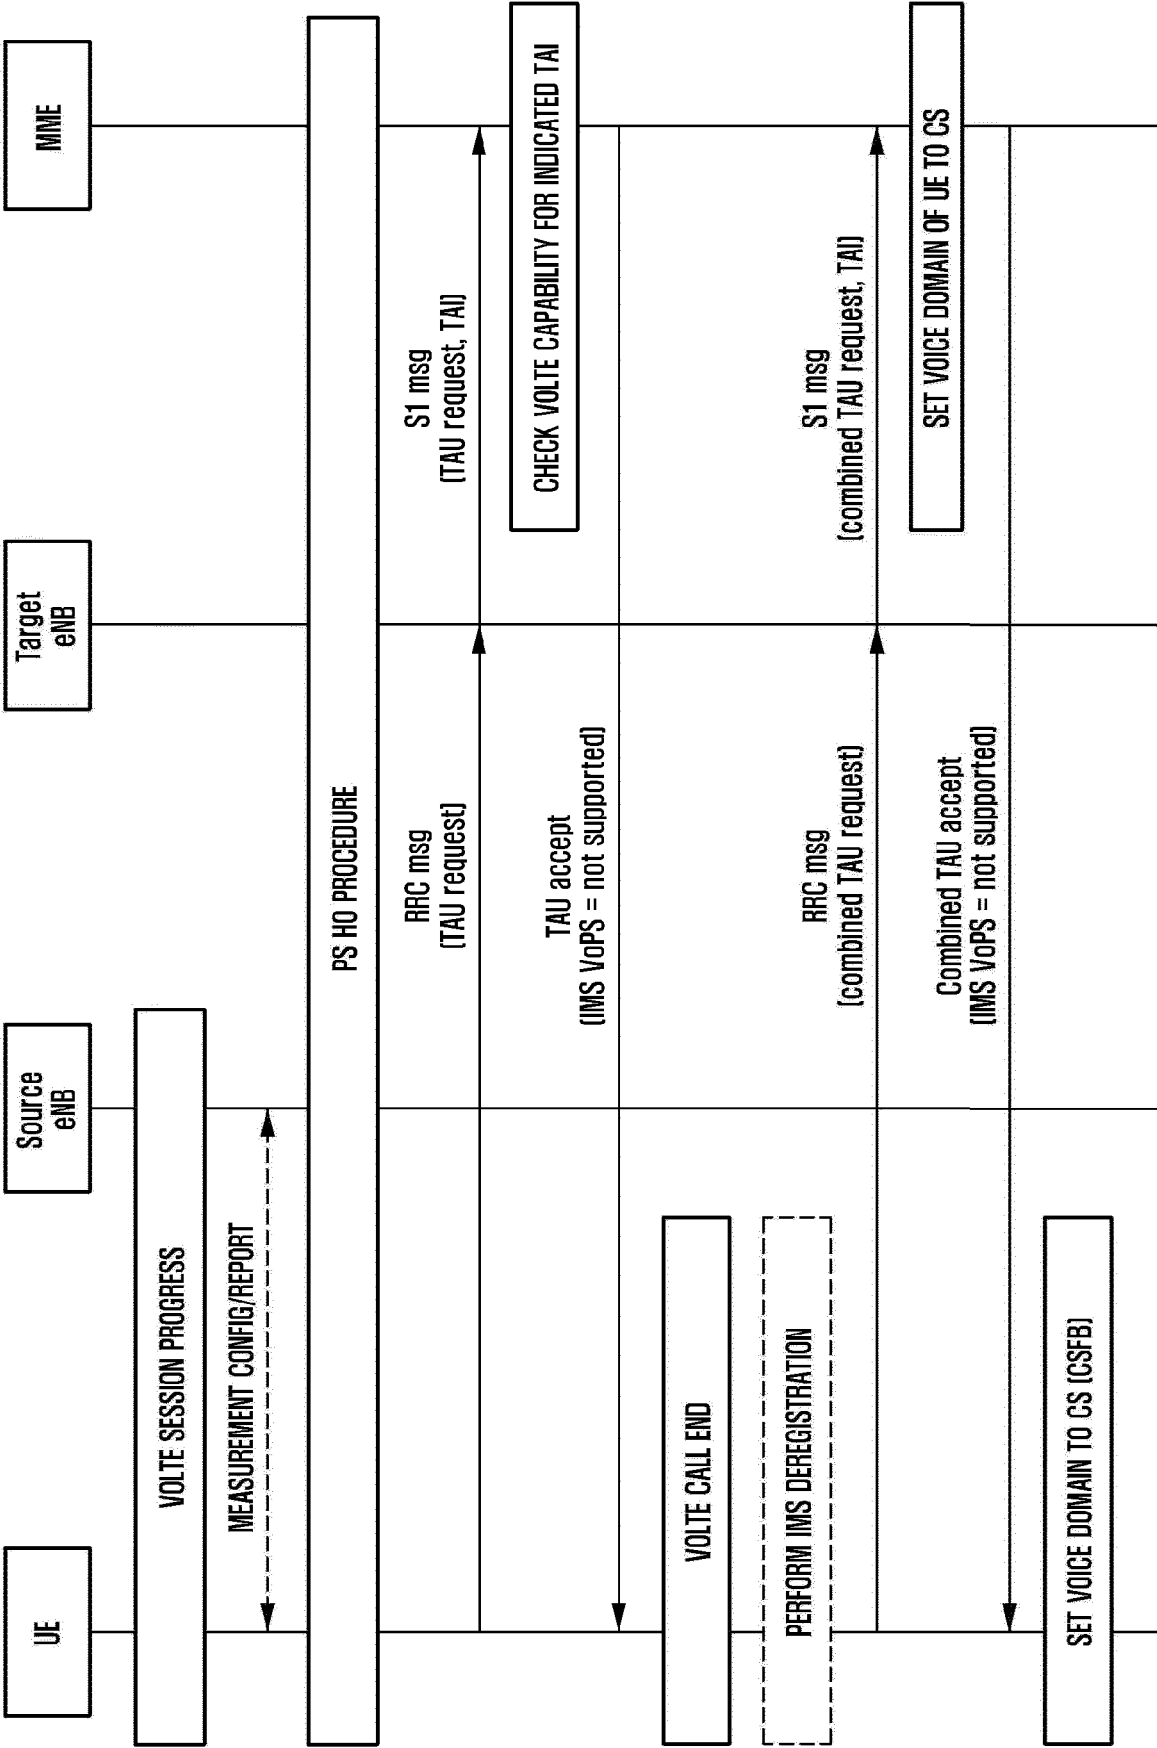 UE
Source
eNB
Target
eNB
MME
VOLTE SESSION PROGRESS
MEASUREMENT CONFIG/REPORT
PS HO PROCEDURE
RRC msg
(TAU request)
S1 msg
(TAU request, TAI)
CHECK VOLTE CAPABILITY FOR INDICATED TAI
TAU accept
(IMS VoPS = not supported)
VOLTE CALL END
PERFORM IMS DEREGISTRATION
RRC msg
(combined TAU request)
S1 msg
(combined TAU request, TAI)
SET VOICE DOMAIN OF UE TO CS
Combined TAU accept
(IMS VoPS = not supported)
SET VOICE DOMAIN TO CS (CSFB)